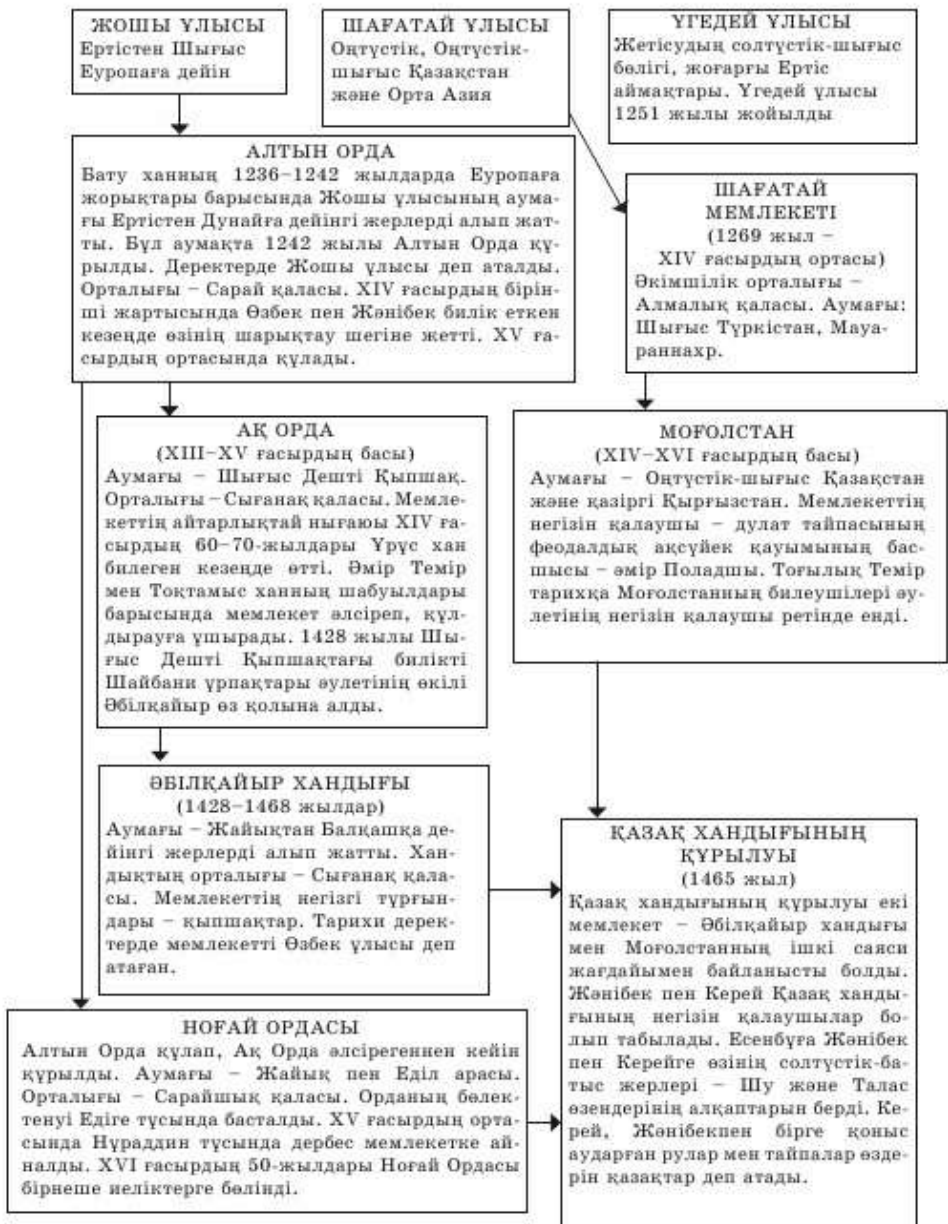 ЖОШЫ ҰЛЫСЫ
Ертістен Шығыс
Еуропаға дейін
ШАҒАТАЙ ҰЛЫСЫ
Оңтүстік, Оңтүстік-
шығыс Қазақстан
және Орта Азия
ҮГЕДЕЙ ҰЛЫСЫ
Жетісудың солтүстік-шығыс
бөлігі, жоғарғы Ертіс
аймақтары. Үгедей ұлысы
1251 жылы жойылды
АЛТЫН ОРДА
Бату ханның 1236–1242 жылдарда Еуропаға
жорықтары барысында Жошы ұлысының аума-
ғы Ертістен Дунайға дейінгі жерлерді алып жат-
ты. Бұл аумақта 1242 жылы Алтын Орда құ-
рылды. Деректерде Жошы ұлысы деп аталды.
Орталығы – Сарай қаласы. XIV ғасырдың бірін-
ші жартысында Өзбек пен Жәнібек билік еткен
кезеңде өзінің шарықтау шегіне жетті. XV ға-
сырдың ортасында құлады.
ШАҒАТАЙ
МЕМЛЕКЕТІ
(1269 жыл –
XIV ғасырдың ортасы)
Әкімшілік орталығы –
Алмалық қаласы. Аумағы:
Шығыс Түркістан, Мауа-
раннахр.
АҚ ОРДА
(XIII–XV ғасырдың басы)
Аумағы – Шығыс Дешті Қыпшақ.
Орталығы – Сығанақ қаласы. Мемле-
кеттің айтарлықтай нығаюы XIV ға-
сырдың 60–70-жылдары Ұрұс хан
билеген кезеңде өтті. Әмір Темір
мен Тоқтамыс ханның шабуылдары
барысында мемлекет әлсіреп, құл-
дырауға ұшырады. 1428 жылы Шы-
ғыс Дешті Қыпшақтағы билікті
Шайбани ұрпақтары әулетінің өкілі
Әбілқайыр өз қолына алды.
МОҒОЛСТАН
(XIV–XVI ғасырдың басы)
Аумағы – Оңтүстік-шығыс Қазақстан
және қазіргі Қырғызстан. Мемлекеттің
негізін қалаушы – дулат тайпасының
феодалдық ақсүйек қауымының бас-
шысы – әмір Поладшы. Тоғылық Темір
тарихқа Моғолстанның билеушілері әу-
летінің негізін қалаушы ретінде енді.
ӘБІЛҚАЙЫР ХАНДЫҒЫ
(1428–1468 жылдар)
Аумағы – Жайықтан Балқашқа де-
йінгі жерлерді алып жатты. Хан-
дықтың орталығы – Сығанақ қала-
сы. Мемлекеттің негізгі тұрғын-
дары – қыпшақтар. Тарихи дерек-
терде мемлекетті Өзбек ұлысы деп
атаған.
ҚАЗАҚ ХАНДЫҒЫНЫҢ
ҚҰРЫЛУЫ
(1465 жыл)
Қазақ хандығының құрылуы екі
мемлекет – Әбілқайыр хандығы
мен Моғолстанның ішкі саяси
жағдайымен байланысты болды.
Жәнібек пен Керей Қазақ ханды-
ғының негізін қалаушылар бо-
лып табылады. Есенбұға Жәнібек
пен Керейге өзінің солтүстік-ба-
тыс жерлері – Шу және Талас
өзендерінің алқаптарын берді. Ке-
рей, Жәнібекпен бірге қоныс
аударған рулар мен тайпалар өзде-
рін қазақтар деп атады.
НОҒАЙ ОРДАСЫ
Алтын Орда құлап, Ақ Орда әлсірегеннен кейін
құрылды. Аумағы – Жайық пен Еділ арасы.
Орталығы – Сарайшық қаласы. Орданың бөлек-
тенуі Едіге тұсында басталды. XV ғасырдың орта-
сында Нұраддин тұсында дербес мемлекетке ай-
налды. XVI ғасырдың 50-жылдары Ноғай Ордасы
бірнеше иеліктерге бөлінді.